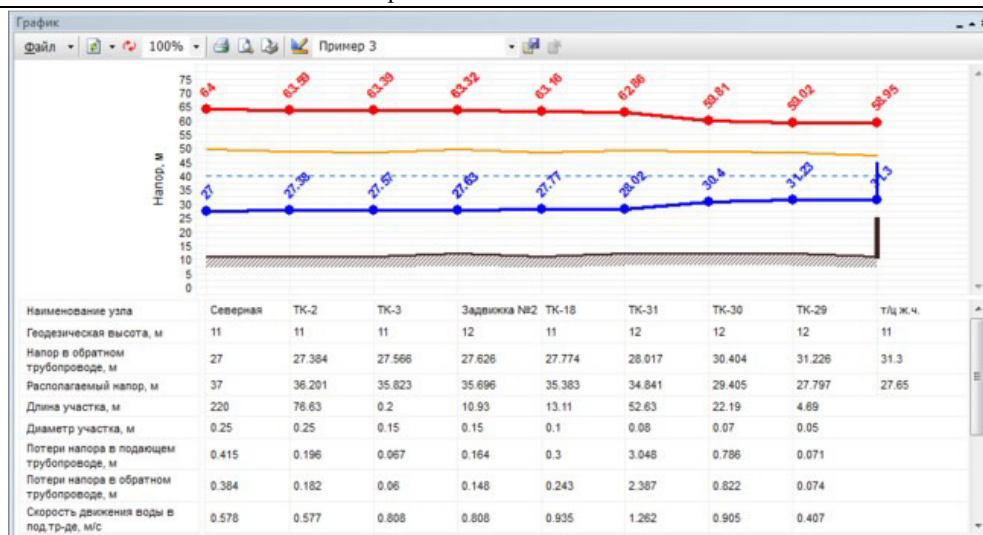 График
Файл 100% Пример 3
Напор, м
75
70
65
60
55
50
45
40
35
30
25
20
15
10
5
0
64 63.59 63.39 63.32 63.16 62.86 59.81 59.02 58.95
27 27.38 27.57 27.63 27.77 28.02 30.4 31.23 31.3
Наименование узла Северная ТК-2 ТК-3 Задвижка №2 ТК-18 ТК-31 ТК-30 ТК-29 т/ц ж.ч.
Геодезическая высота, м 11 11 11 12 11 12 12 12 11
Напор в обратном
трубопроводе, м 27 27.384 27.566 27.626 27.774 28.017 30.404 31.226 31.3
Располагаемый напор, м 37 36.201 35.823 35.696 35.383 34.841 29.405 27.797 27.65
Длина участка, м 220 76.63 0.2 10.93 13.11 52.63 22.19 4.69
Диаметр участка, м 0.25 0.25 0.15 0.15 0.1 0.08 0.07 0.05
Потери напора в подающем
трубопроводе, м 0.415 0.196 0.067 0.164 0.3 3.048 0.786 0.071
Потери напора в обратном
трубопроводе, м 0.384 0.182 0.06 0.148 0.243 2.387 0.822 0.074
Скорость движения воды в
под.тр-де, м/с 0.578 0.577 0.808 0.808 0.935 1.262 0.905 0.407